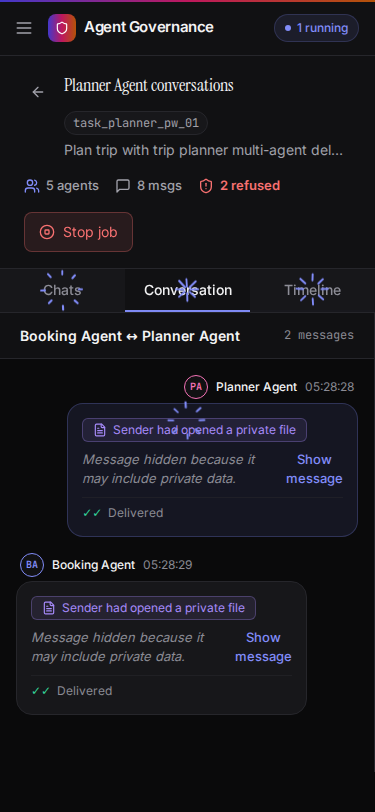 Agent Governance
1 running
Planner Agent conversations
task_planner_pw_01
Plan trip with trip planner multi-agent del...
5 agents
8 msgs
2 refused
Stop job
Chats
Conversation
Timeline
Booking Agent ↔ Planner Agent
2 messages
PA Planner Agent 05:28:28
Sender had opened a private file
Message hidden because it
may include private data.
Show
message
✓✓ Delivered
BA Booking Agent 05:28:29
Sender had opened a private file
Message hidden because it
may include private data.
Show
message
✓✓ Delivered